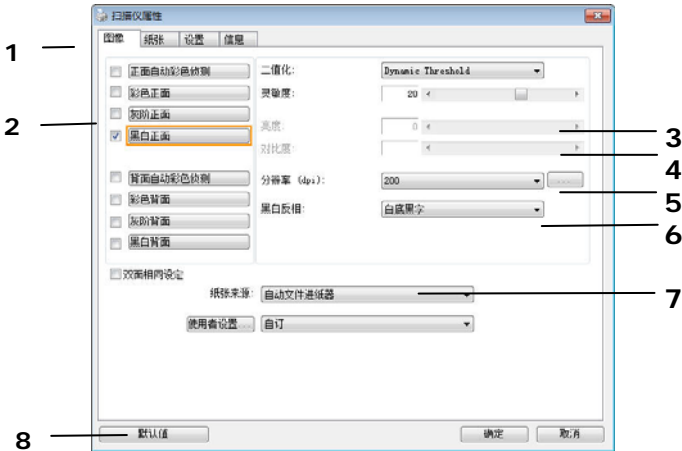 扫描仪属性
图像 纸张 设置 信息
1
正面自动彩色侦测 二值化: Dynamic Threshold
彩色正面 灵敏度: 20
灰阶正面
2 黑白正面 亮度: 0 3
对比度: 4
背面自动彩色侦测 分辨率 (dpi): 200 ... 5
彩色背面 黑白反相: 白底黑字 6
灰阶背面
黑白背面
双面相同设定
纸张来源: 自动文件进纸器 7
使用者设置... 自订
8 默认值 确定 取消